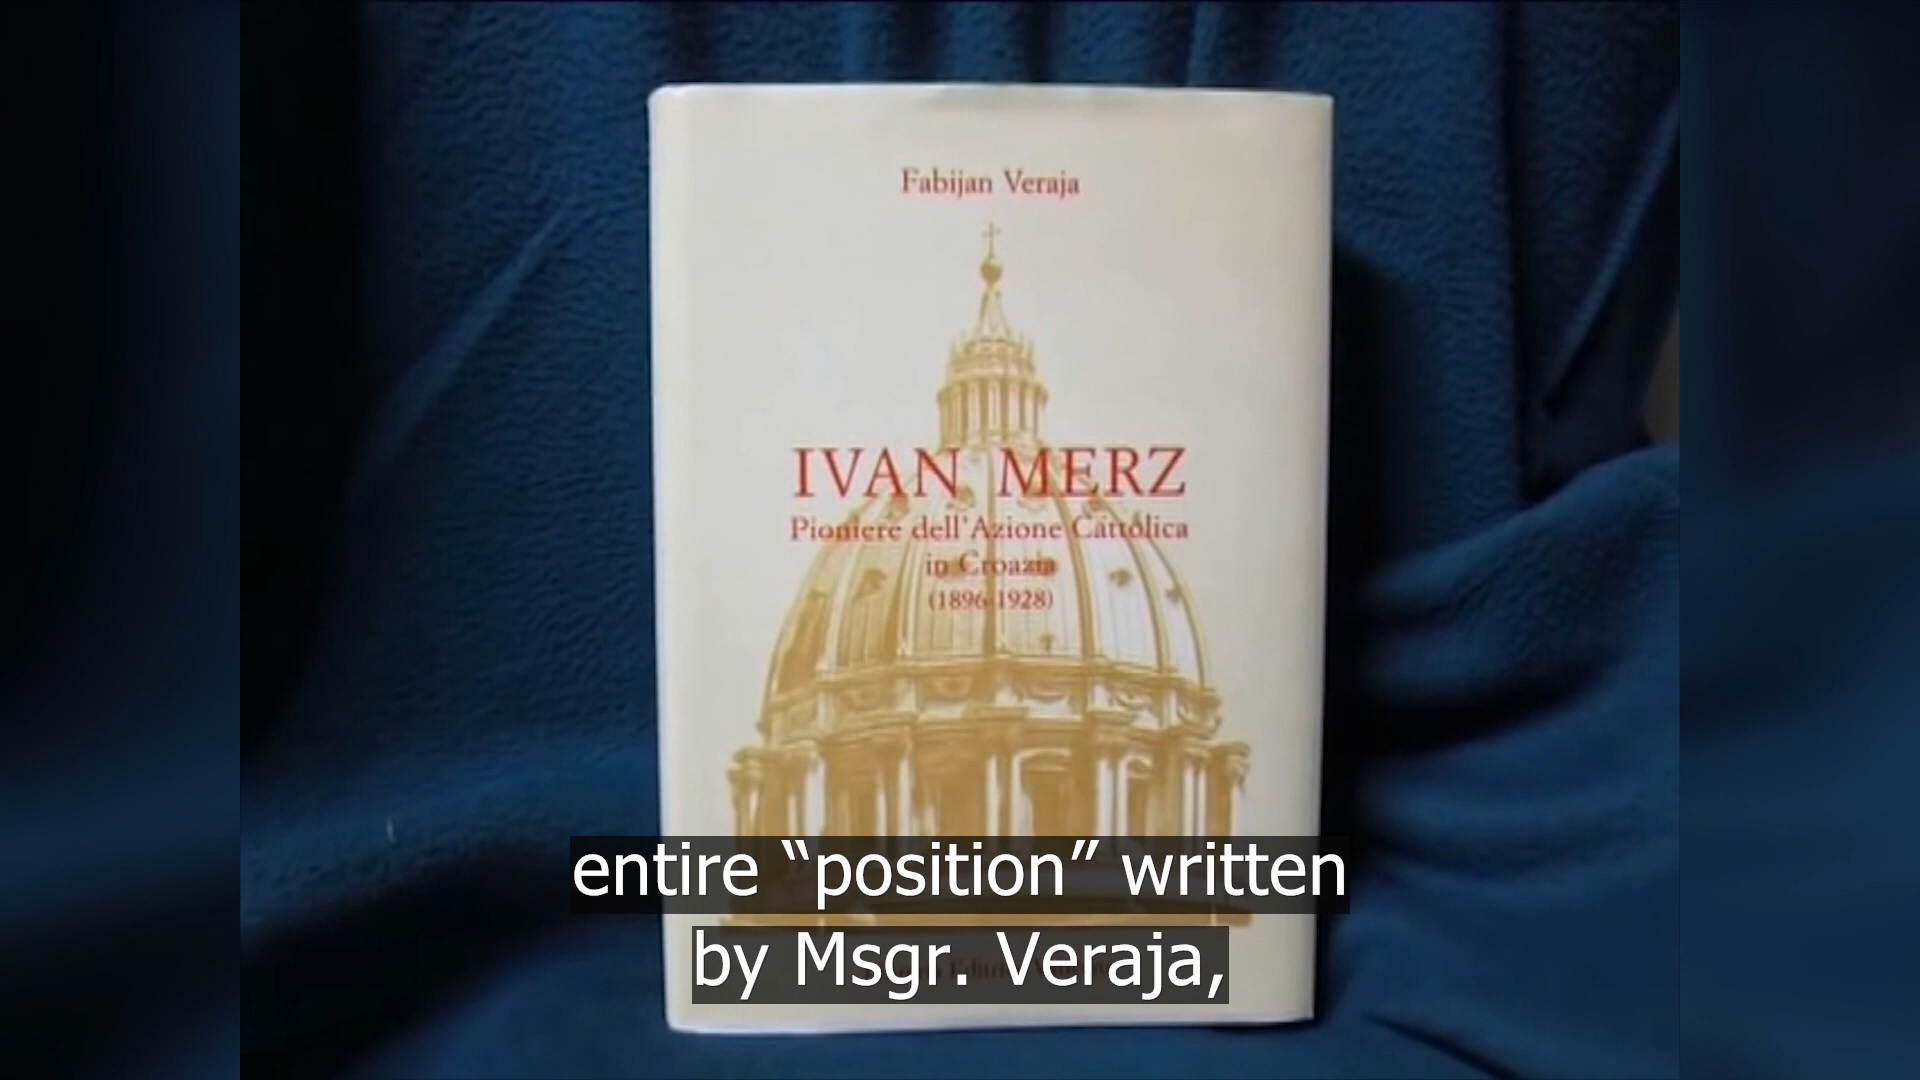 Fabijan Veraja
IVAN MERZ
Pioniere dell'Azione Cattolica
in Croazia
(1896-1928)
entire “position” written
by Msgr. Veraja,